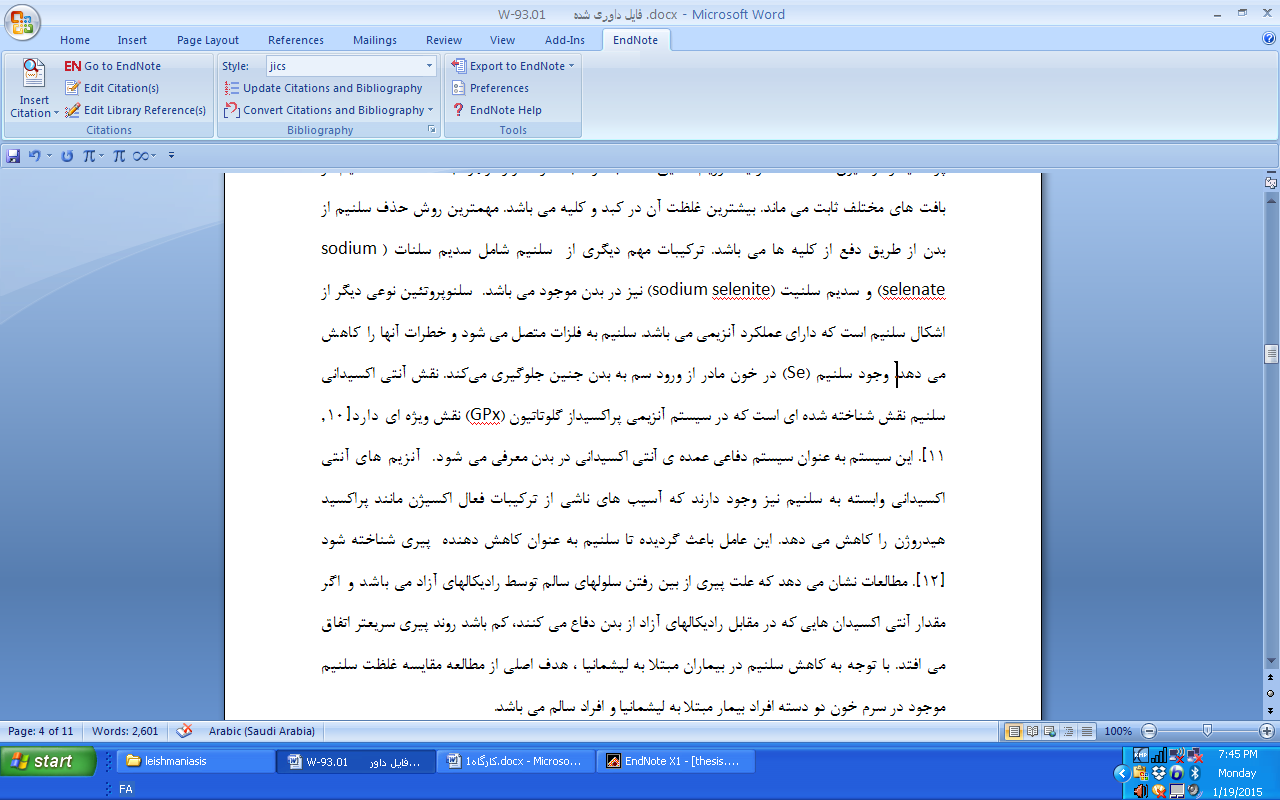 W-93.01 فایل داوری شده .docx - Microsoft Word
Home Insert Page Layout References Mailings Review View Add-Ins EndNote
EN Go to EndNote Style: jics Export to EndNote
Insert Citation Edit Citation(s) Update Citations and Bibliography Preferences
Edit Library Reference(s) Convert Citations and Bibliography EndNote Help
Citations Bibliography Tools
بافت های مختلف ثابت می ماند. بیشترین غلظت آن در کبد و کلیه می باشد. مهمترین روش حذف سلنیم از
بدن از طریق دفع از کلیه ها می باشد. ترکیبات مهم دیگری از سلنیم شامل سدیم سلنات ( sodium
selenate) و سدیم سلنیت (sodium selenite) نیز در بدن موجود می باشد. سلنوپروتئین نوعی دیگر از
اشکال سلنیم است که دارای عملکرد آنزیمی می باشد. سلنیم به فلزات متصل می شود و خطرات آنها را کاهش
می دهد. وجود سلنیم (Se) در خون مادر از ورود سم به بدن جنین جلوگیری می‌کند. نقش آنتی اکسیدانی
سلنیم نقش شناخته شده ای است که در سیستم آنزیمی پراکسیداز گلوتاتیون (GPx) نقش ویژه ای دارد[۱۰,
۱۱]. این سیستم به عنوان سیستم دفاعی عمده ی آنتی اکسیدانی در بدن معرفی می شود. آنزیم های آنتی
اکسیدانی وابسته به سلنیم نیز وجود دارند که آسیب های ناشی از ترکیبات فعال اکسیژن مانند پراکسید
هیدروژن را کاهش می دهد. این عامل باعث گردیده تا سلنیم به عنوان کاهش دهنده پیری شناخته شود
[۱۲]. مطالعات نشان می دهد که علت پیری از بین رفتن سلولهای سالم توسط رادیکالهای آزاد می باشد و اگر
مقدار آنتی اکسیدان هایی که در مقابل رادیکالهای آزاد از بدن دفاع می کنند، کم باشد روند پیری سریعتر اتفاق
می افتد. با توجه به کاهش سلنیم در بیماران مبتلا به لیشمانیا ، هدف اصلی از مطالعه مقایسه غلظت سلنیم
موجود در سرم خون دو دسته افراد بیمار مبتلا به لیشمانیا و افراد سالم می باشد.
Page: 4 of 11 Words: 2,601 Arabic (Saudi Arabia) 100%
start leishmaniasis W-93.01 فایل داور... کارگاه1.docx - Microso... EndNote X1 - [thesis.... 7:45 PM
Monday
FA 1/19/2015